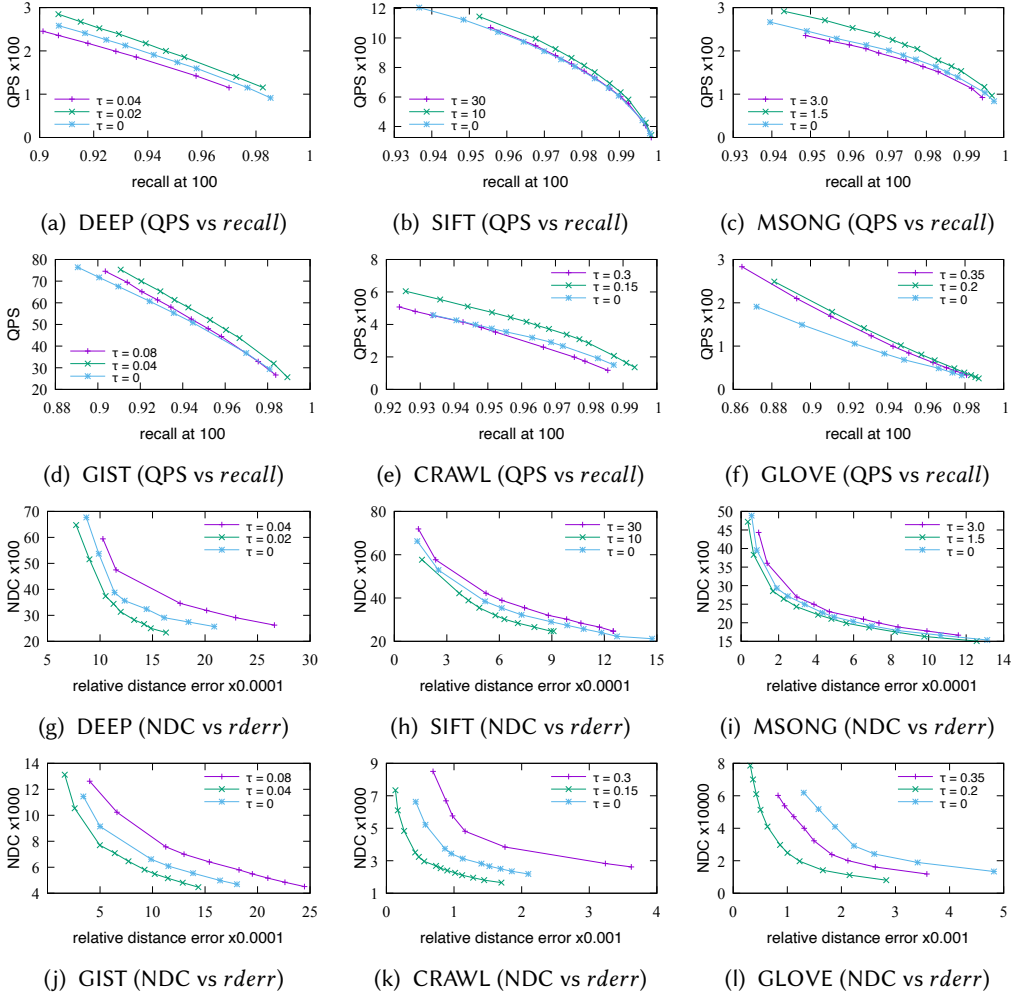 3
2
1
0
QPS x100
τ = 0.04
τ = 0.02
τ = 0
0.9 0.92 0.94 0.96 0.98 1
recall at 100
(a) DEEP (QPS vs recall)
12
10
8
6
4
QPS x100
τ = 30
τ = 10
τ = 0
0.93 0.94 0.95 0.96 0.97 0.98 0.99 1
recall at 100
(b) SIFT (QPS vs recall)
3
2
1
0
QPS x100
τ = 3.0
τ = 1.5
τ = 0
0.93 0.94 0.95 0.96 0.97 0.98 0.99 1
recall at 100
(c) MSONG (QPS vs recall)
80
70
60
50
40
30
20
QPS
τ = 0.08
τ = 0.04
τ = 0
0.88 0.9 0.92 0.94 0.96 0.98 1
recall at 100
(d) GIST (QPS vs recall)
8
6
4
2
0
QPS x100
τ = 0.3
τ = 0.15
τ = 0
0.92 0.93 0.94 0.95 0.96 0.97 0.98 0.99 1
recall at 100
(e) CRAWL (QPS vs recall)
3
2
1
0
QPS x100
τ = 0.35
τ = 0.2
τ = 0
0.86 0.88 0.9 0.92 0.94 0.96 0.98 1
recall at 100
(f) GLOVE (QPS vs recall)
70
60
50
40
30
20
NDC x100
τ = 0.04
τ = 0.02
τ = 0
5 10 15 20 25 30
relative distance error x0.0001
(g) DEEP (NDC vs rderr)
80
60
40
20
NDC x100
τ = 30
τ = 10
τ = 0
0 3 6 9 12 15
relative distance error x0.0001
(h) SIFT (NDC vs rderr)
50
45
40
35
30
25
20
15
NDC x100
τ = 3.0
τ = 1.5
τ = 0
0 2 4 6 8 10 12 14
relative distance error x0.0001
(i) MSONG (NDC vs rderr)
14
12
10
8
6
4
NDC x10000
τ = 0.08
τ = 0.04
τ = 0
5 10 15 20 25
relative distance error x0.0001
(j) GIST (NDC vs rderr)
9
7
5
3
1
NDC x10000
τ = 0.3
τ = 0.15
τ = 0
0 1 2 3 4
relative distance error x0.001
(k) CRAWL (NDC vs rderr)
8
7
6
5
4
3
2
1
0
NDC x10000
τ = 0.35
τ = 0.2
τ = 0
0 1 2 3 4 5
relative distance error x0.001
(l) GLOVE (NDC vs rderr)